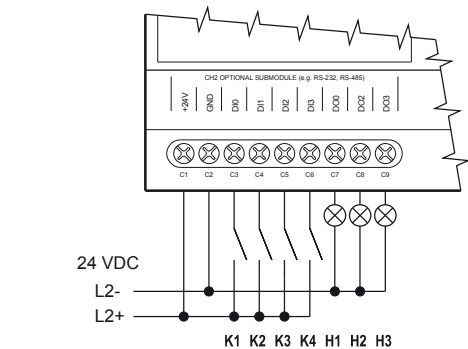 CH2 OPTIONAL SUBMODULE (e.g. RS-232, RS-485)
+24V GND DI0 DI1 DI2 DI3 DO0 DO2 DO3
C1 C2 C3 C4 C5 C6 C7 C8 C9
24 VDC
L2-
L2+
K1 K2 K3 K4 H1 H2 H3